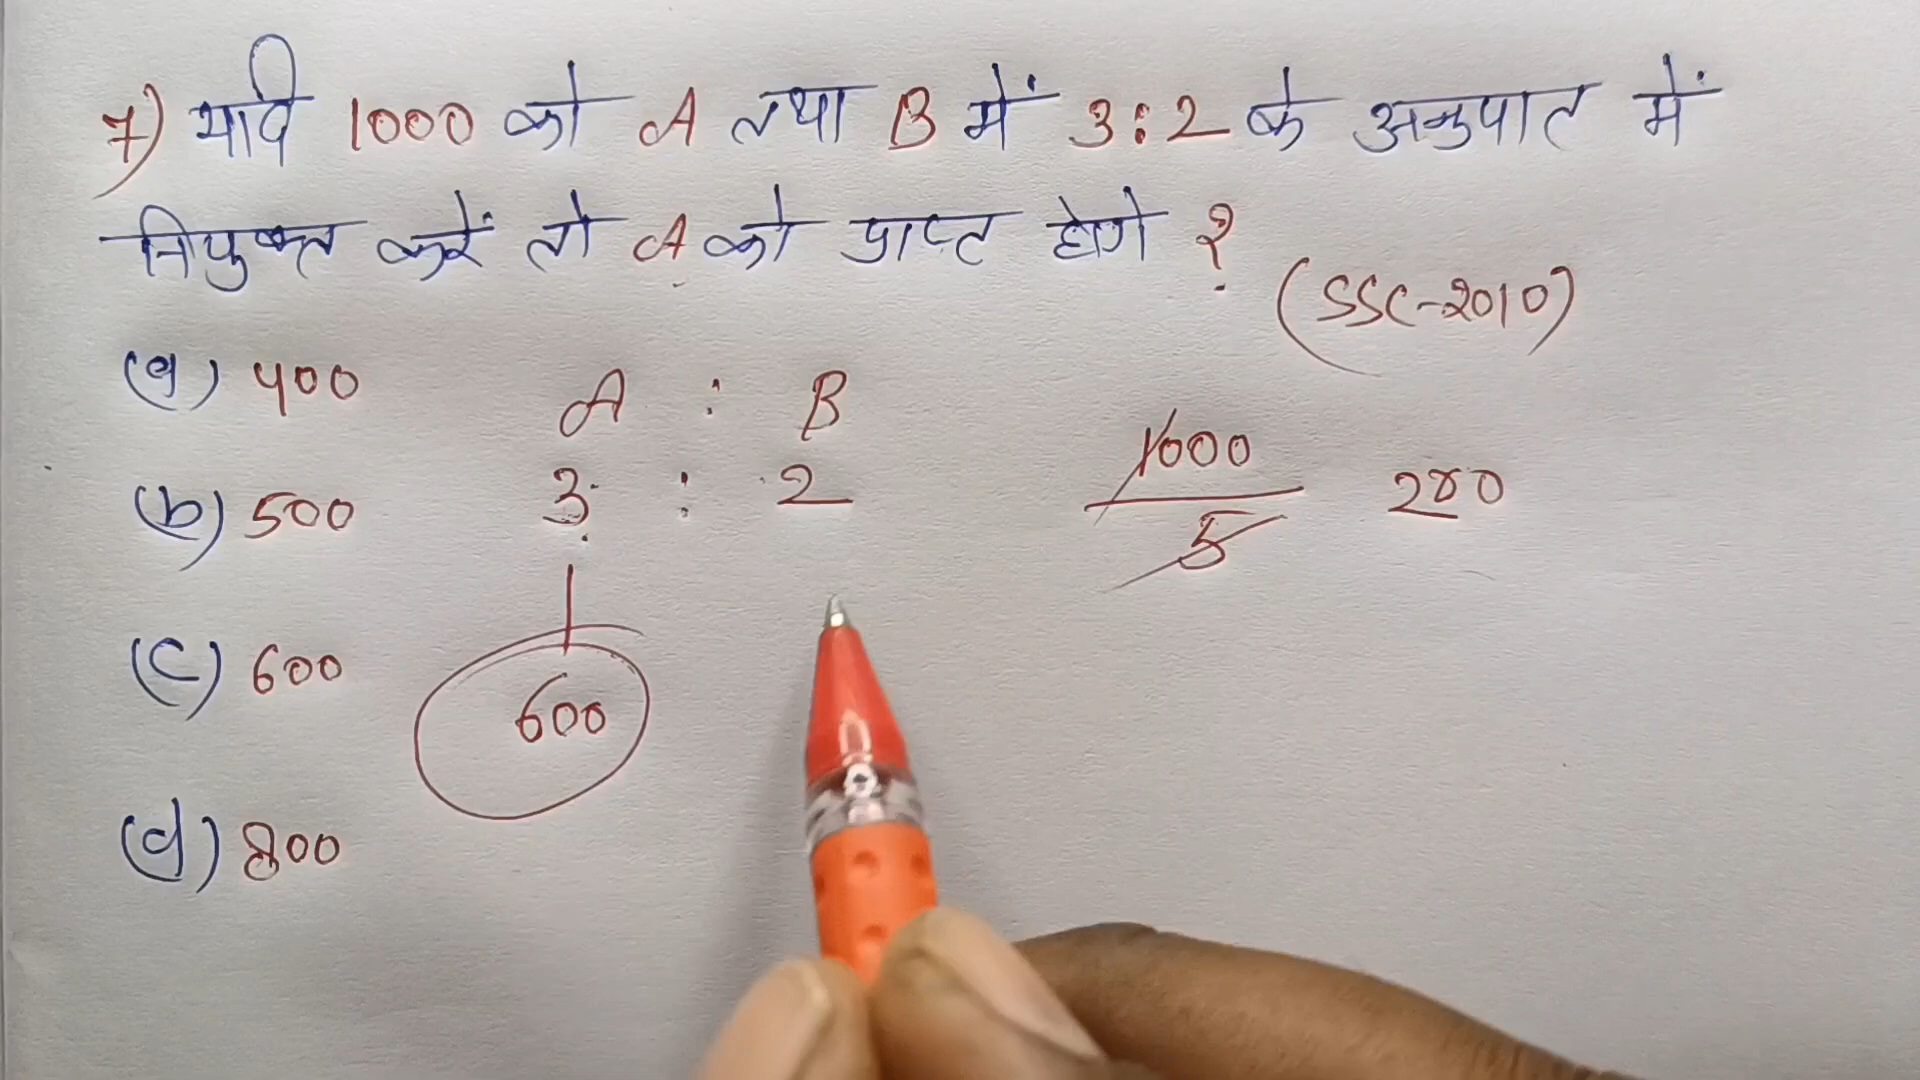 7) यदि 1000 को A तथा B में 3:2 के अनुपात में
नियुक्त करें तो A को प्राप्ट होगे ?
(SSC-2010)
(a) 400
(b) 500
(c) 600
(d) 800
A : B
3 : 2
600
1000
5
200